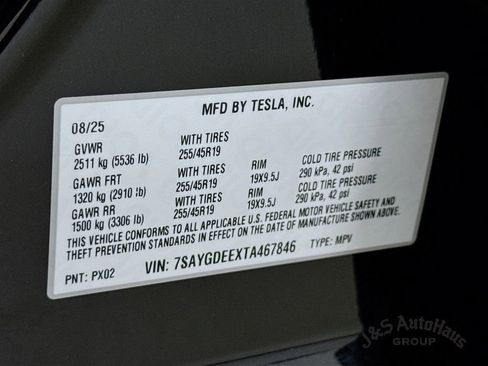 MFD BY TESLA, INC.
08/25
GVWR WITH TIRES
2511 kg (5536 lb) 255/45R19
GAWR FRT WITH TIRES RIM COLD TIRE PRESSURE
1320 kg (2910 lb) 255/45R19 19X9.5J 290 kPa, 42 psi
GAWR RR WITH TIRES RIM COLD TIRE PRESSURE
1500 kg (3306 lb) 255/45R19 19X9.5J 290 kPa, 42 psi
THIS VEHICLE CONFORMS TO ALL APPLICABLE U.S. FEDERAL MOTOR VEHICLE SAFETY AND
THEFT PREVENTION STANDARDS IN EFFECT ON THE DATE OF MANUFACTURE SHOWN ABOVE.
PNT: PX02 VIN: 7SAYGDEEXTA467846 TYPE: MPV
J&S AUTOHAUS
GROUP